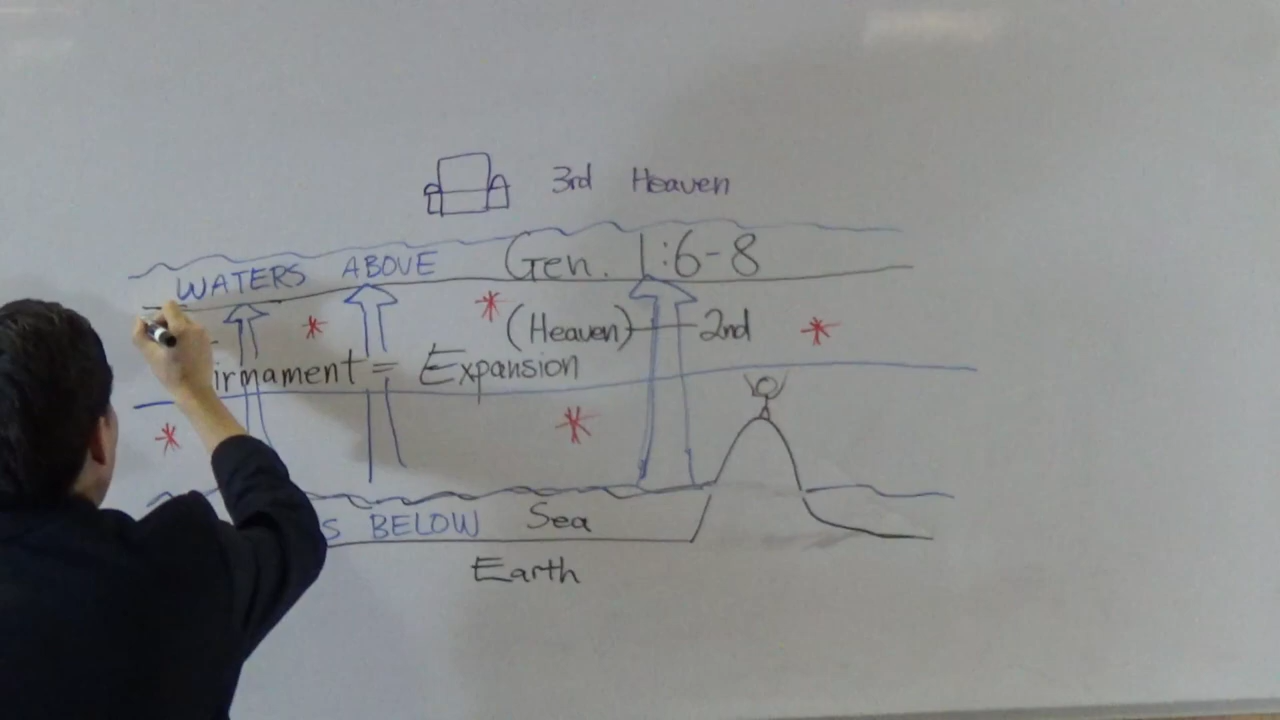 3rd Heaven
WATERS ABOVE Gen. 1:6-8
(Heaven) 2nd
irmament = Expansion
S BELOW Sea
Earth